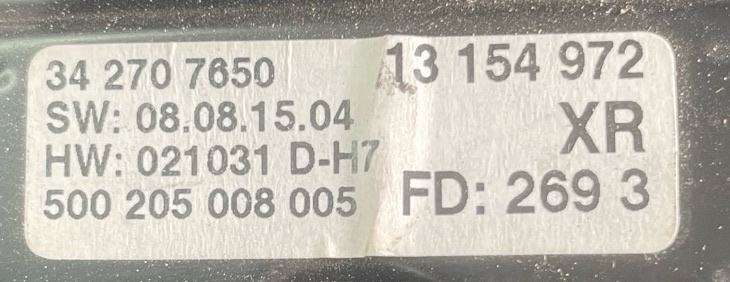 34 270 7650
SW: 08.08.15.04
HW: 021031 D-H7
500 205 008 005
13 154 972
XR
FD: 269 3